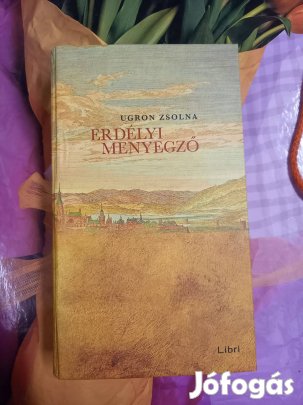 UGRON ZSOLNA
ERDÉLYI
MENYEGZŐ
Libri
Jófogás